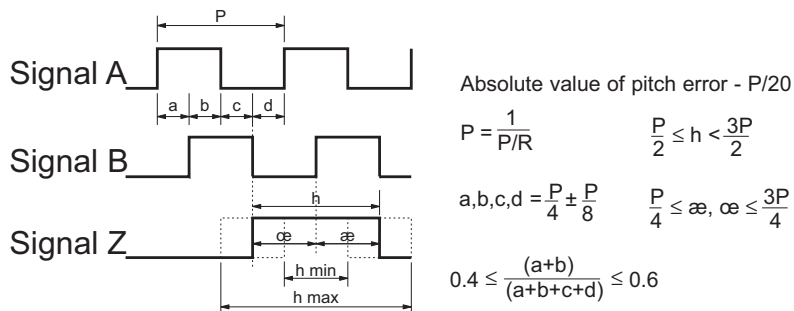 P
Signal A
a b c d
Signal B
h
Signal Z
œ æ
h min
h max
Absolute value of pitch error - P/20
P = 1/P/R
P/2 ≤ h < 3P/2
a,b,c,d = P/4 ± P/8
P/4 ≤ æ, œ ≤ 3P/4
0.4 ≤ (a+b)/(a+b+c+d) ≤ 0.6